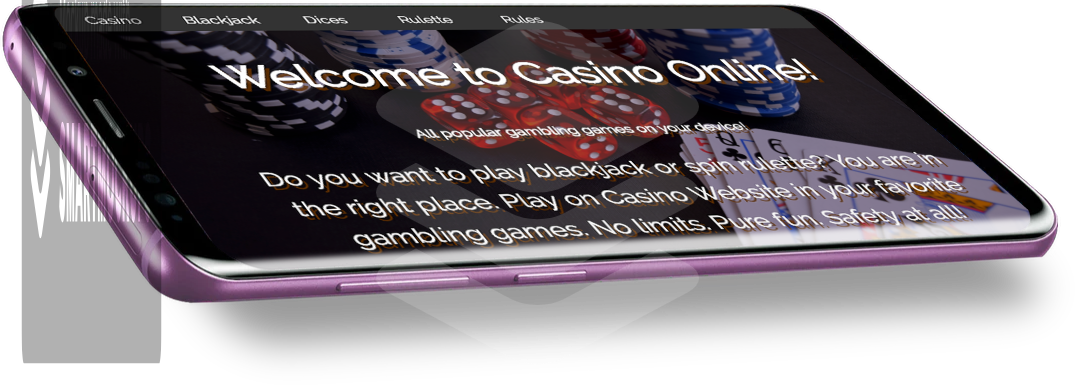 Casino Blackjack Dices Rulette Rules
Welcome to Casino Online!
All popular gambling games on your device!
Do you want to play blackjack or spin rulette? You are in
the right place. Play on Casino Website in your favorite
gambling games. No limits. Pure fun. Safety at all!